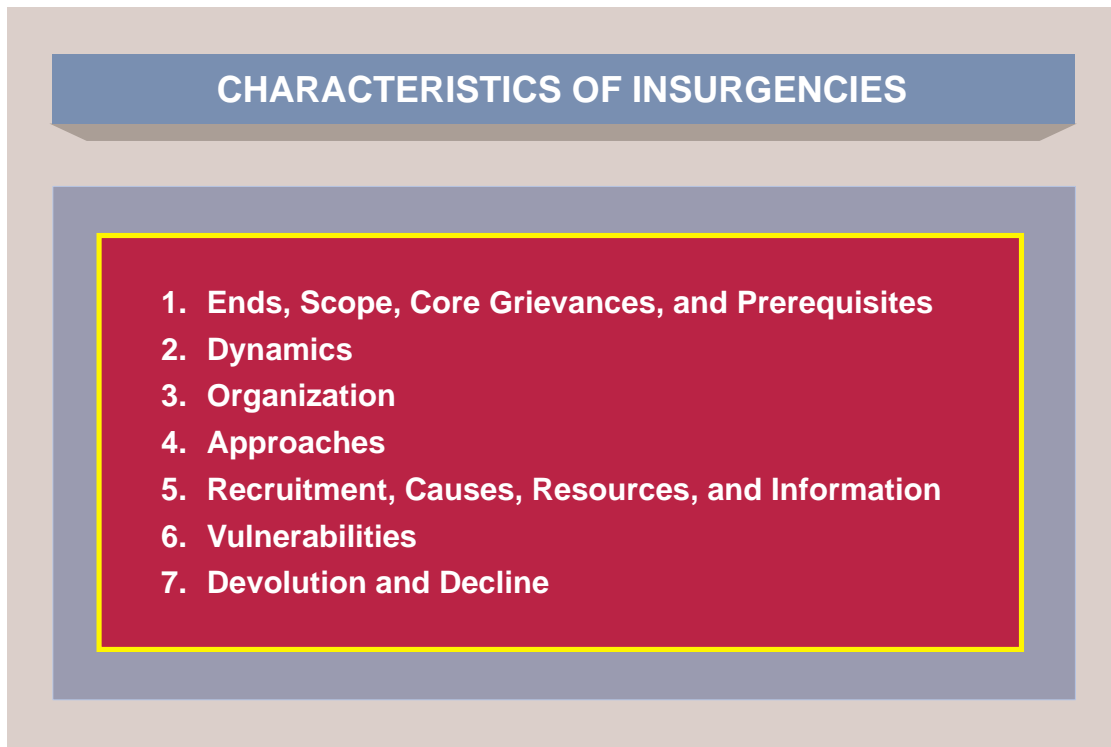 CHARACTERISTICS OF INSURGENCIES
1. Ends, Scope, Core Grievances, and Prerequisites
2. Dynamics
3. Organization
4. Approaches
5. Recruitment, Causes, Resources, and Information
6. Vulnerabilities
7. Devolution and Decline